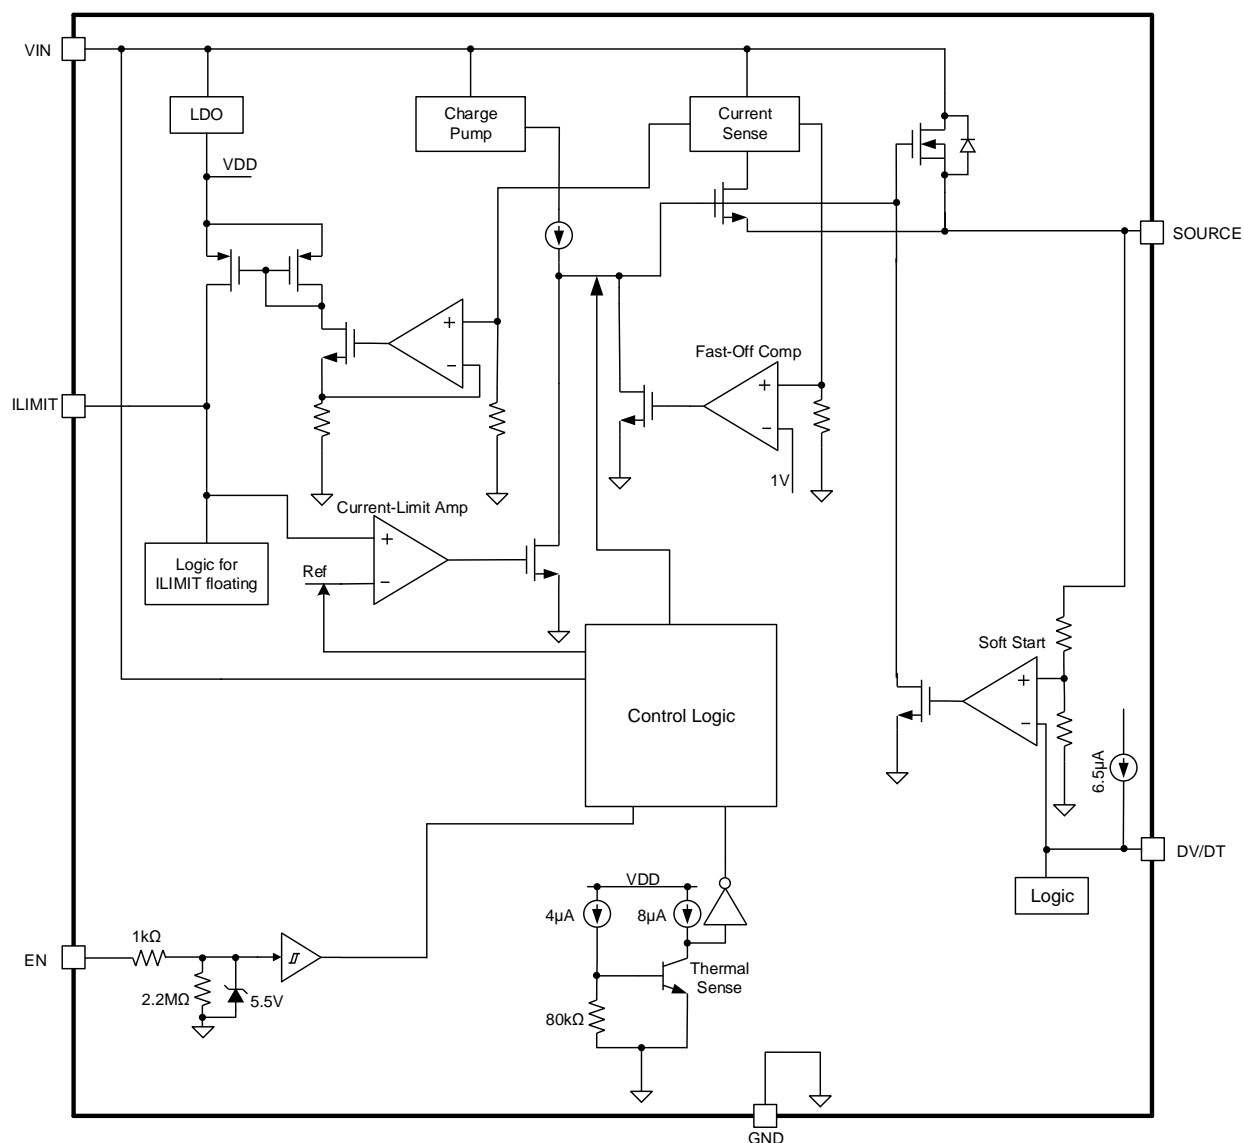 VIN
LDO
Charge
Pump
Current
Sense
VDD
SOURCE
+
−
Fast-Off Comp
+
−
1V
ILIMIT
Current-Limit Amp
+
−
Ref
Logic for
ILIMIT floating
Control Logic
Soft Start
+
−
6.5µA
DV/DT
Logic
VDD
4µA
8µA
Thermal
Sense
80kΩ
EN
1kΩ
2.2MΩ
5.5V
GND